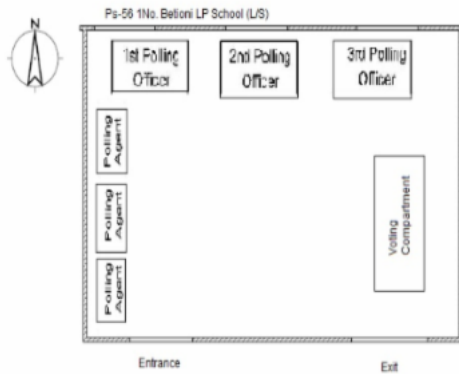 Ps-56 1No. Betioni LP School (L/S)
N
1st Polling
Officer
2nd Polling
Officer
3rd Polling
Officer
Polling
Agent
Polling
Agent
Polling
Agent
Voting
Compartment
Entrance
Exit